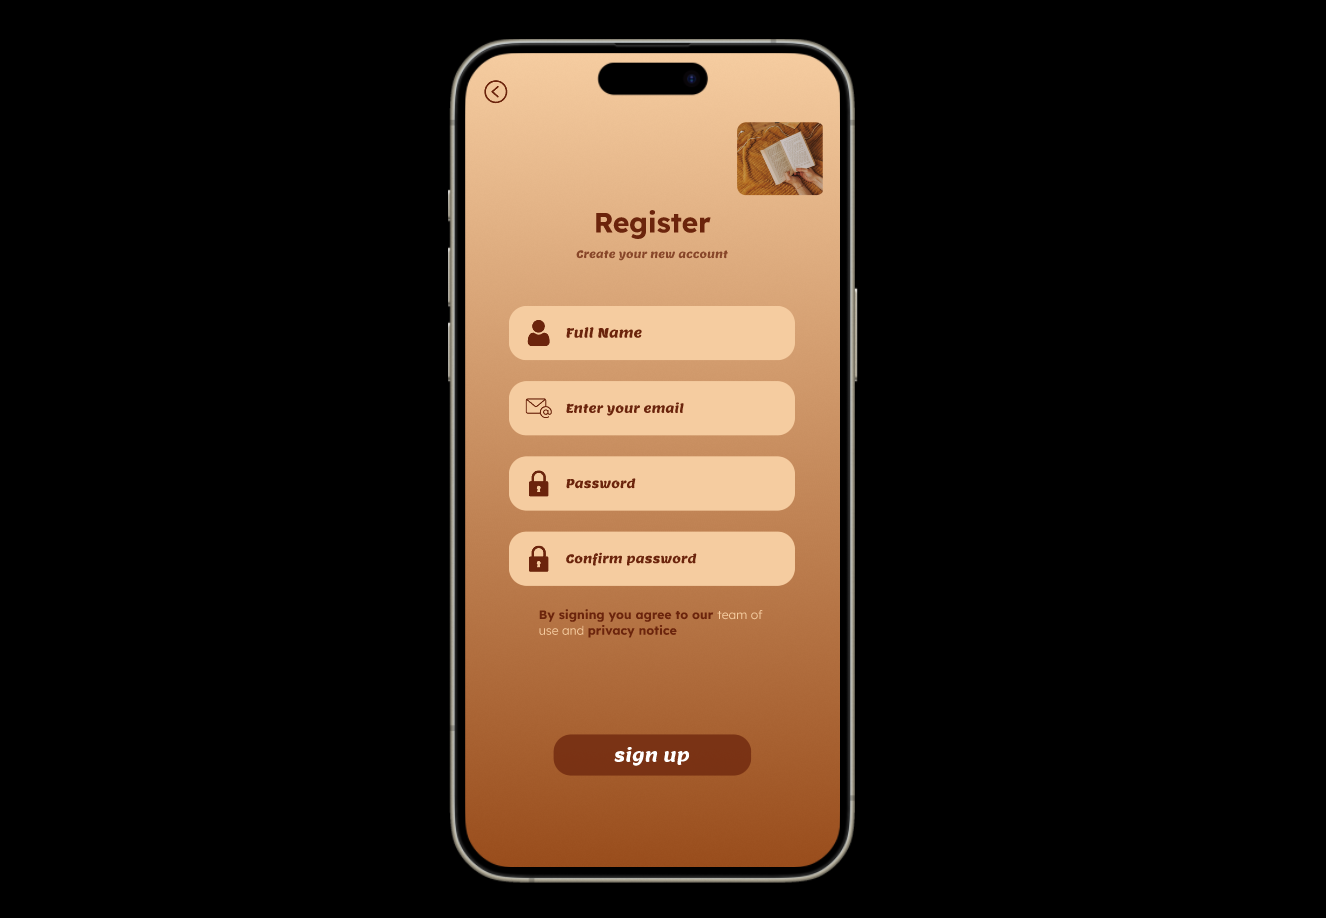 Register
Create your new account
Full Name
Enter your email
Password
Confirm password
By signing you agree to our team of
use and privacy notice
sign up